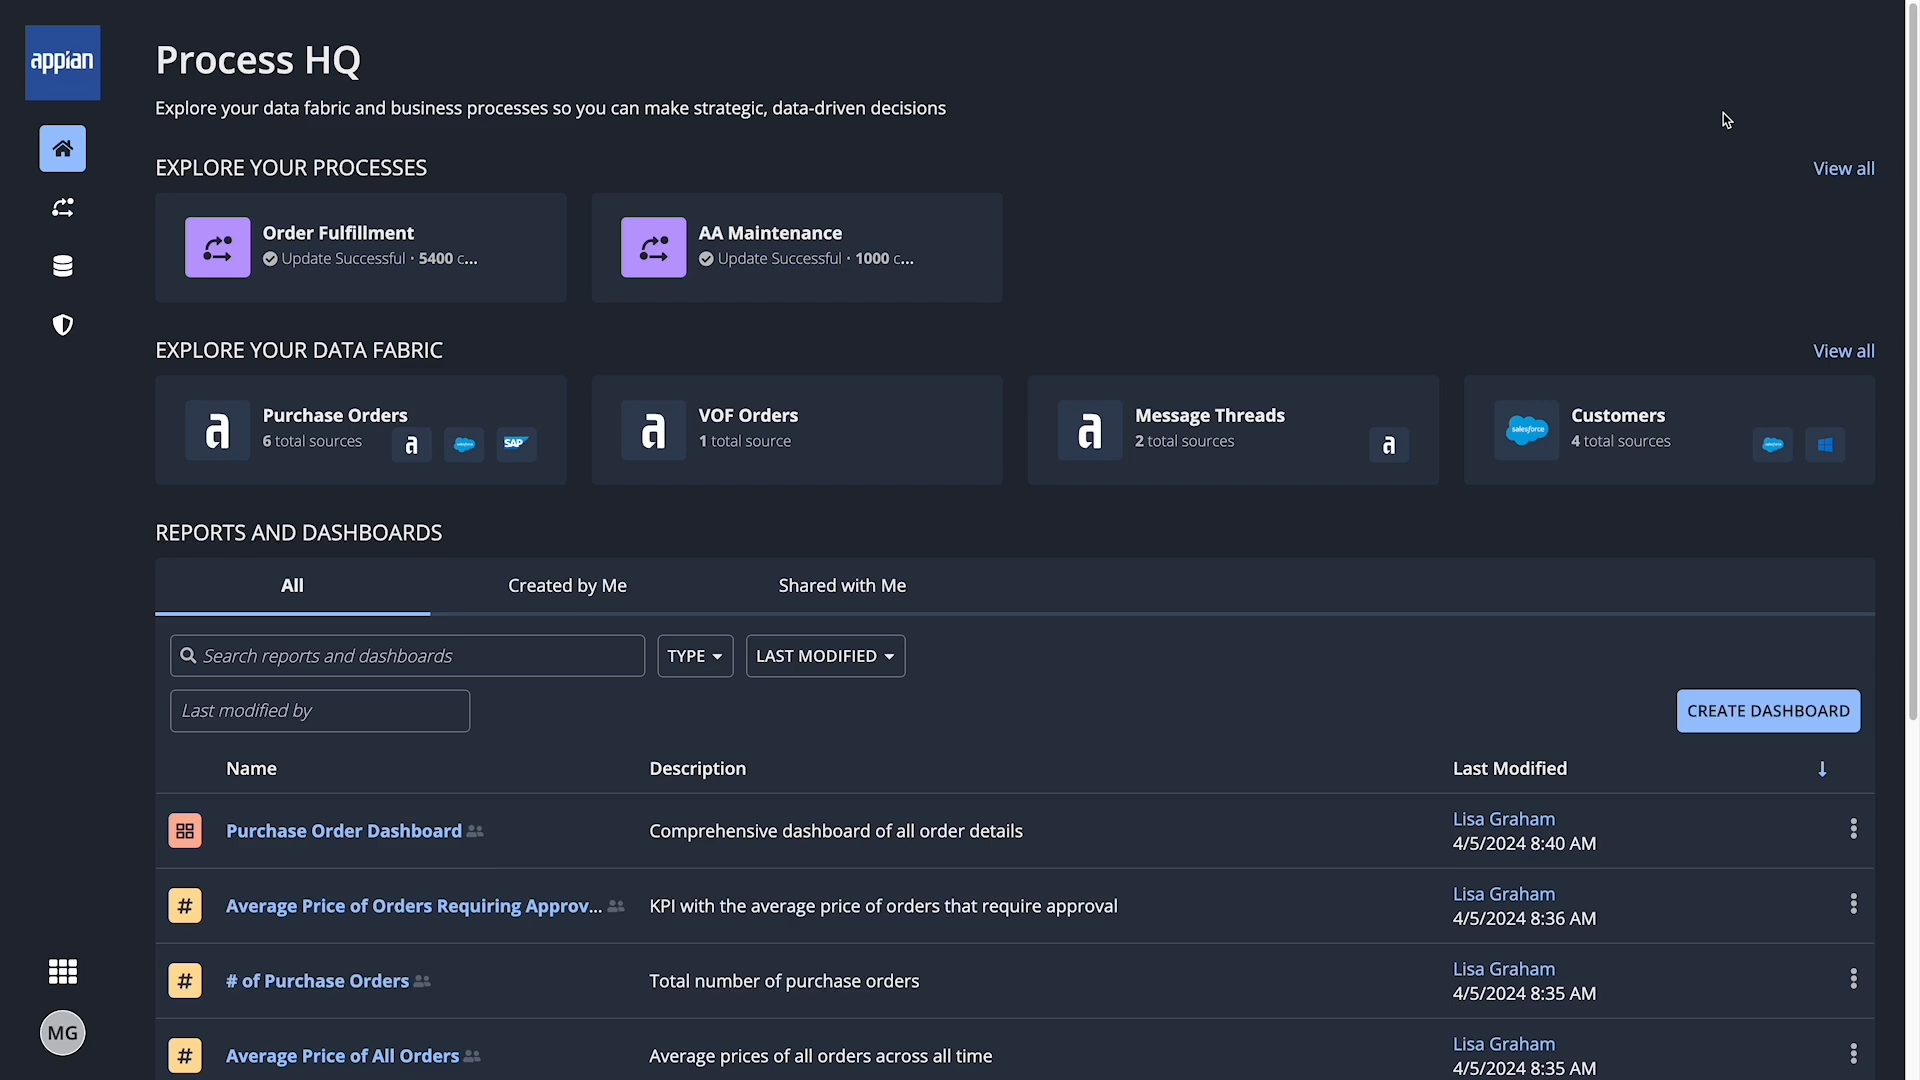 appian
Process HQ
Explore your data fabric and business processes so you can make strategic, data-driven decisions
EXPLORE YOUR PROCESSES
View all
Order Fulfillment
Update Successful · 5400 c...
AA Maintenance
Update Successful · 1000 c...
EXPLORE YOUR DATA FABRIC
View all
a
Purchase Orders
6 total sources
a
salesforce
SAP
a
VOF Orders
1 total source
a
Message Threads
2 total sources
a
salesforce
Customers
4 total sources
salesforce
REPORTS AND DASHBOARDS
All
Created by Me
Shared with Me
Search reports and dashboards
TYPE
LAST MODIFIED
Last modified by
CREATE DASHBOARD
Name
Description
Last Modified
Purchase Order Dashboard
Comprehensive dashboard of all order details
Lisa Graham
4/5/2024 8:40 AM
#
Average Price of Orders Requiring Approv...
KPI with the average price of orders that require approval
Lisa Graham
4/5/2024 8:36 AM
#
# of Purchase Orders
Total number of purchase orders
Lisa Graham
4/5/2024 8:35 AM
#
Average Price of All Orders
Average prices of all orders across all time
Lisa Graham
4/5/2024 8:35 AM
MG